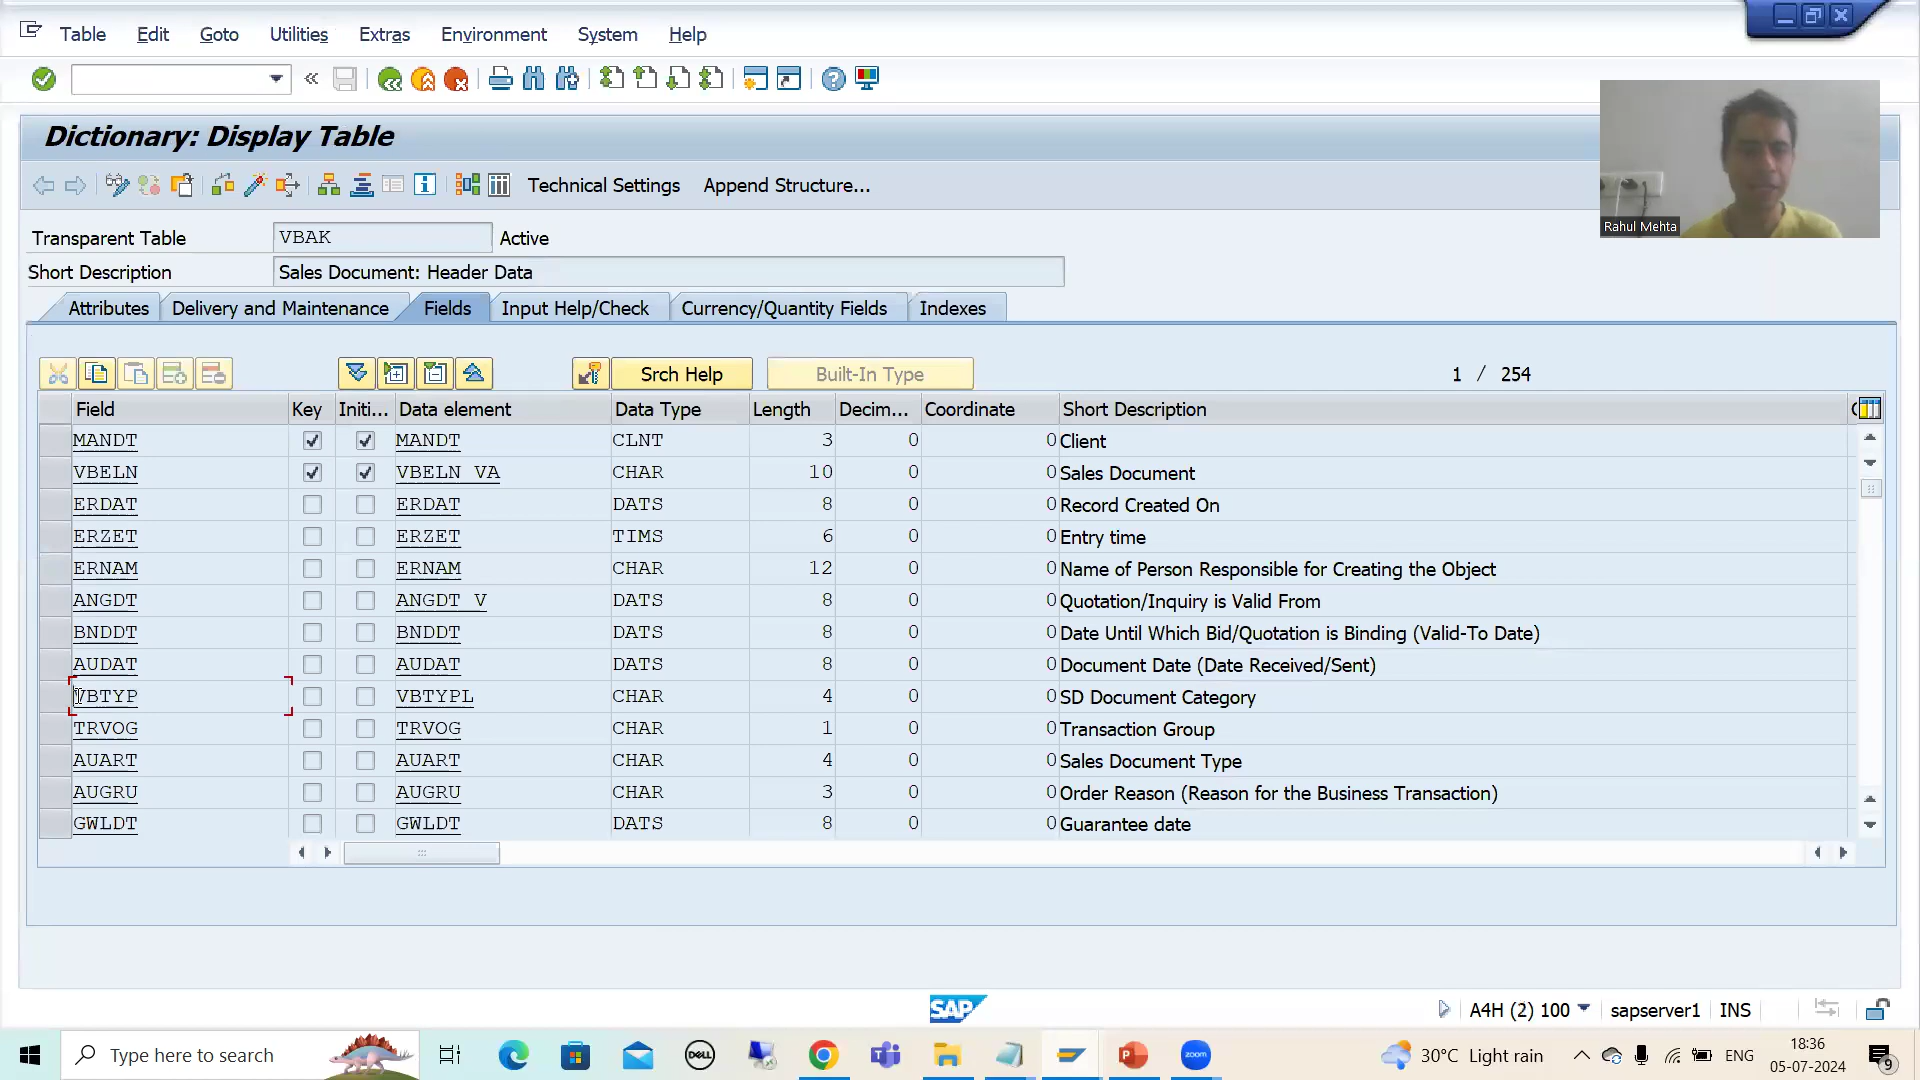 Table Edit Goto Utilities Extras Environment System Help
Dictionary: Display Table
Technical Settings Append Structure...
Rahul Mehta
Transparent Table VBAK Active
Short Description Sales Document: Header Data
Attributes Delivery and Maintenance Fields Input Help/Check Currency/Quantity Fields Indexes
Srch Help Built-In Type 1 / 254
Field Key Initi... Data element Data Type Length Decim... Coordinate Short Description
MANDT MANDT CLNT 3 0 0 Client
VBELN VBELN_VA CHAR 10 0 0 Sales Document
ERDAT ERDAT DATS 8 0 0 Record Created On
ERZET ERZET TIMS 6 0 0 Entry time
ERNAM ERNAM CHAR 12 0 0 Name of Person Responsible for Creating the Object
ANGDT ANGDT_V DATS 8 0 0 Quotation/Inquiry is Valid From
BNDDT BNDDT DATS 8 0 0 Date Until Which Bid/Quotation is Binding (Valid-To Date)
AUDAT AUDAT DATS 8 0 0 Document Date (Date Received/Sent)
VBTYP VBTYPL CHAR 4 0 0 SD Document Category
TRVOG TRVOG CHAR 1 0 0 Transaction Group
AUART AUART CHAR 4 0 0 Sales Document Type
AUGRU AUGRU CHAR 3 0 0 Order Reason (Reason for the Business Transaction)
GWLDT GWLDT DATS 8 0 0 Guarantee date
SAP
A4H (2) 100 sapserver1 INS
Type here to search
DELL
zoom
30°C Light rain
ENG
18:36
05-07-2024
9